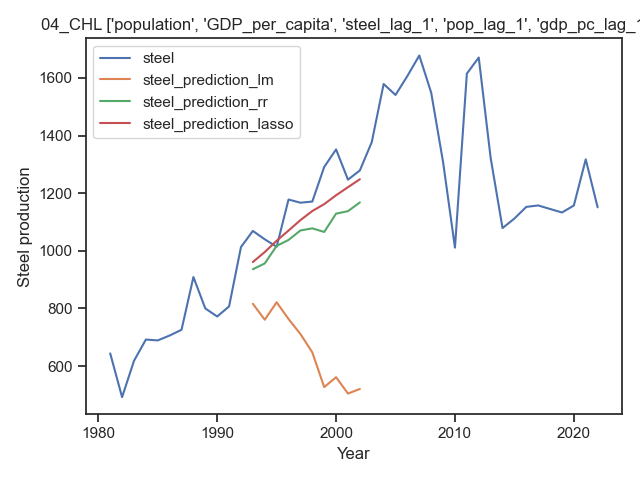 04_CHL ['population', 'GDP_per_capita', 'steel_lag_1', 'pop_lag_1', 'gdp_pc_lag_1
steel
steel_prediction_lm
steel_prediction_rr
steel_prediction_lasso
Steel production
1600
1400
1200
1000
800
600
1980
1990
2000
2010
2020
Year